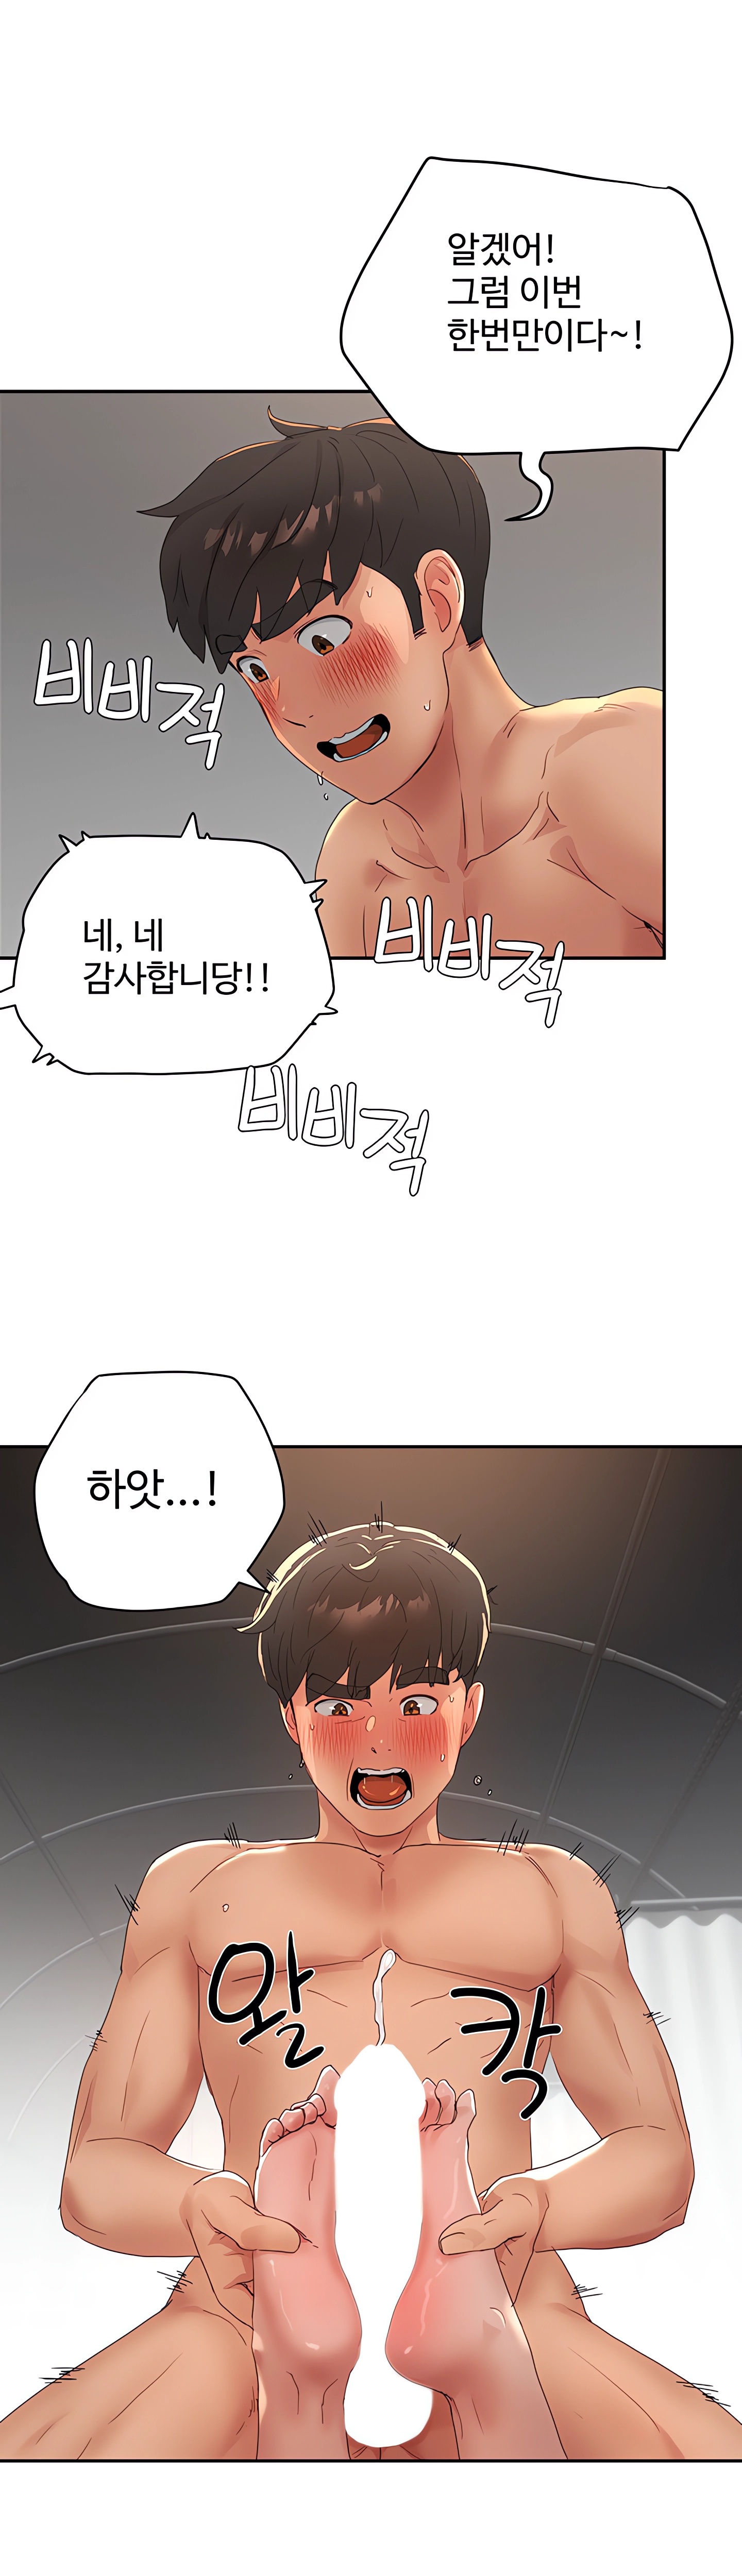 알겠어!
그럼 이번
한번만이다~!
비비적
네, 네
감사합니당!!
비비적
비비적
하앗...!
왈
칵